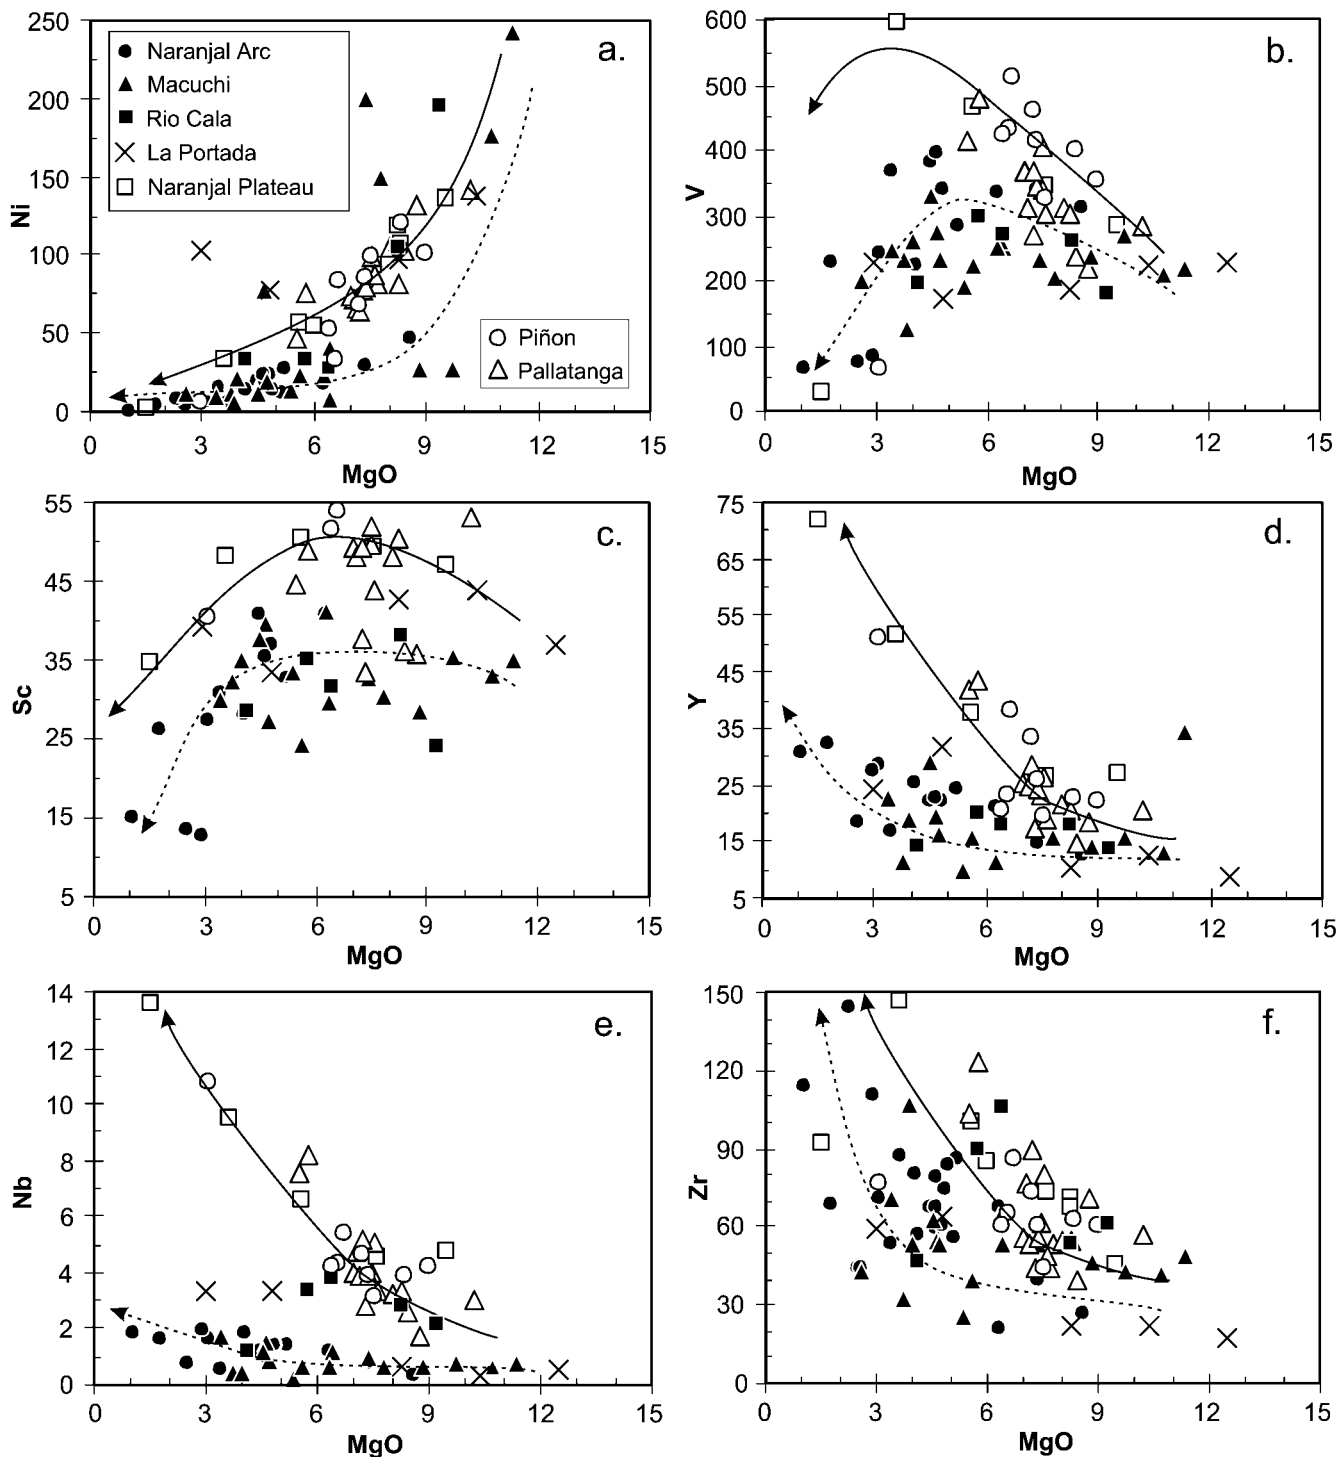 250
200
150
100
50
0
Ni
Naranjal Arc
Macuchi
Rio Cala
La Portada
Naranjal Plateau
a.
Piñon
Pallatanga
0 3 6 9 12 15
MgO
600
500
400
300
200
100
0
V
b.
0 3 6 9 12 15
MgO
55
45
35
25
15
5
Sc
c.
0 3 6 9 12 15
MgO
75
65
55
45
35
25
15
5
Y
d.
0 3 6 9 12 15
MgO
14
12
10
8
6
4
2
0
Nb
e.
0 3 6 9 12 15
MgO
150
120
90
60
30
0
Zr
f.
0 3 6 9 12 15
MgO